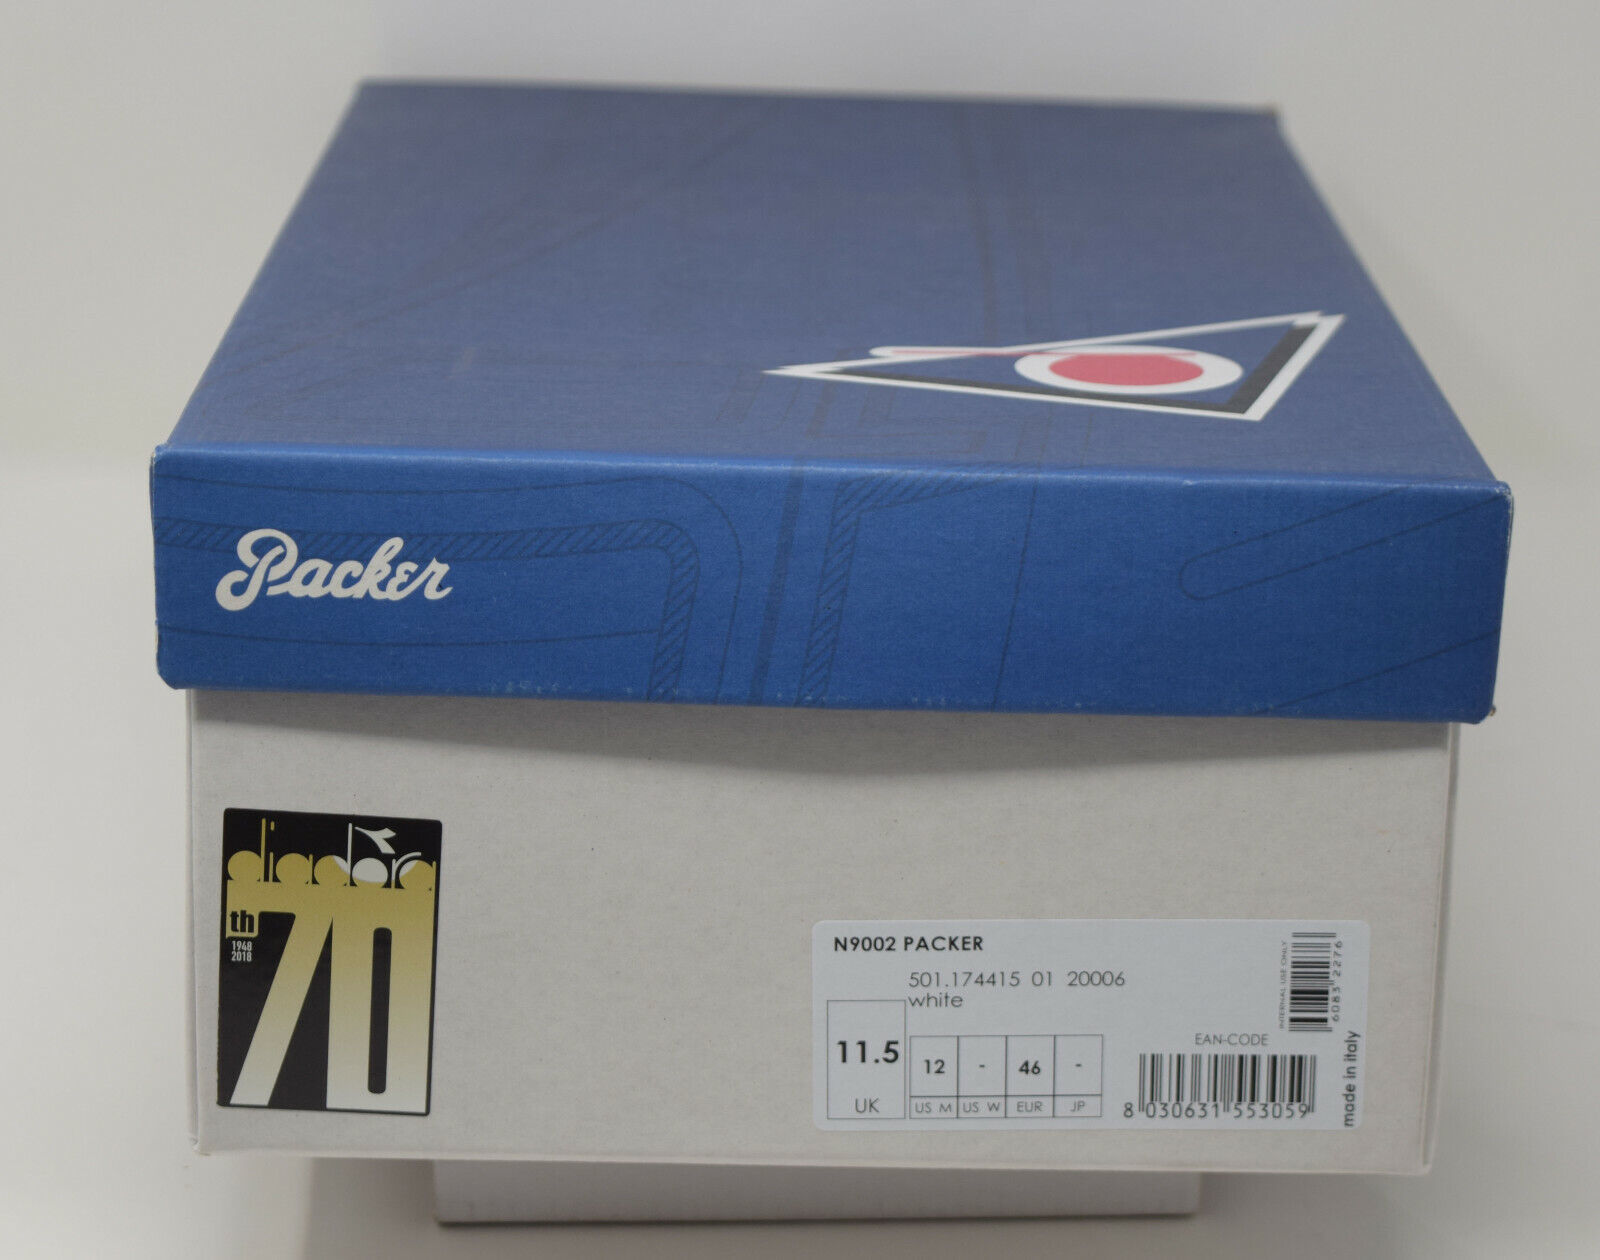 Packer
diadora
th
70
1948
2018
N9002 PACKER
501.174415 01 20006
white
11.5
UK
12 - 46 -
US M US W EUR JP
EAN-CODE
8 030631 553059
INTERNAL USE ONLY
6083 2276
made in italy